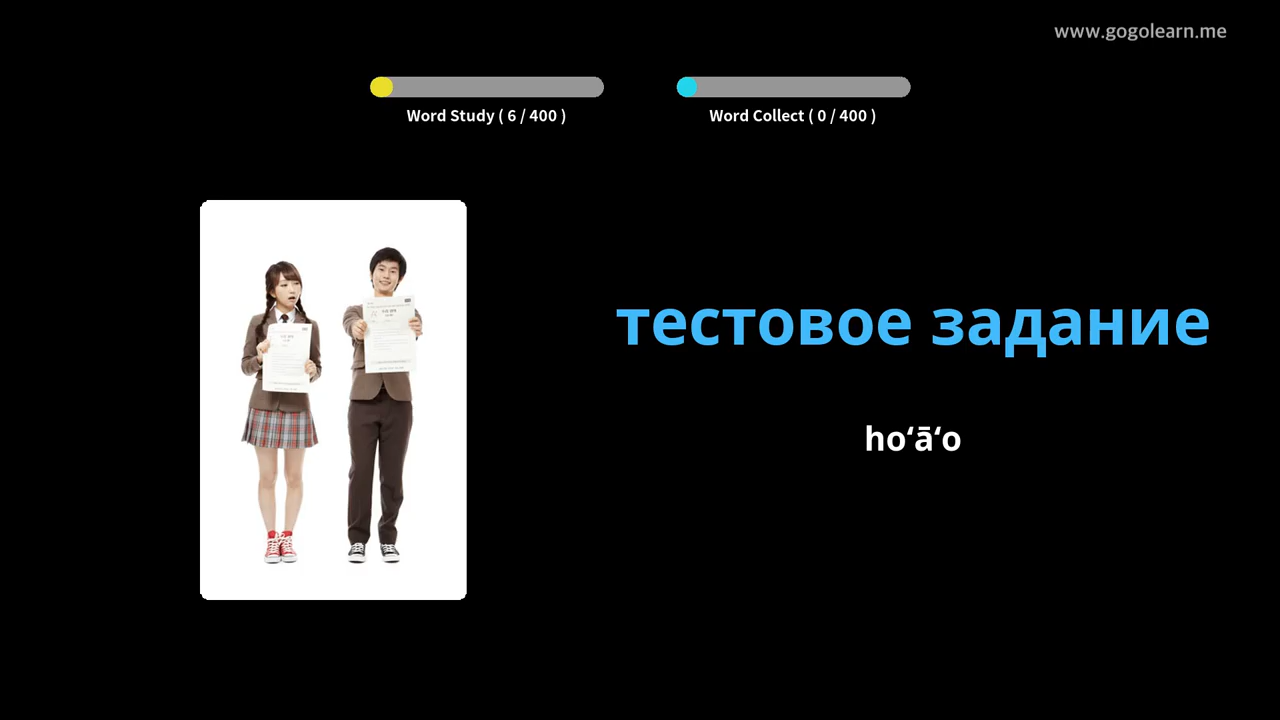 www.gogolearn.me
Word Study ( 6 / 400 )
Word Collect ( 0 / 400 )
тестовое задание
hoʻāʻo